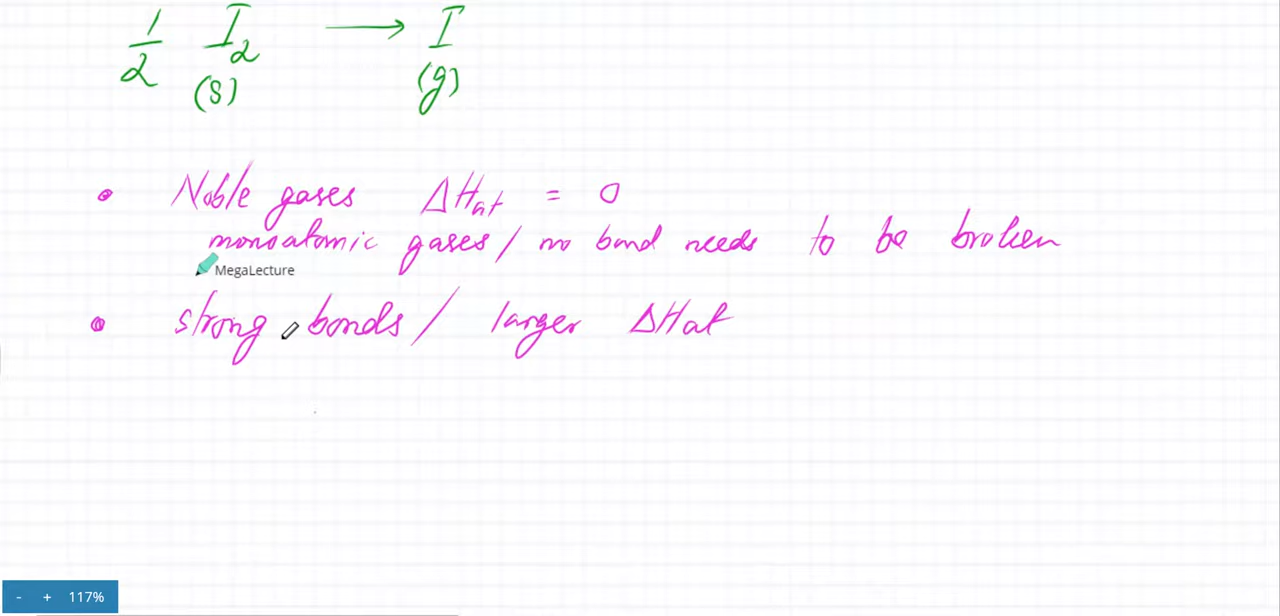 1/2 I₂ ⟶ I
(s) (g)
• Noble gases ΔHat = 0
monoatomic gases / no bond needs to be broken
MegaLecture
• strong bonds / larger ΔHat
- + 117%